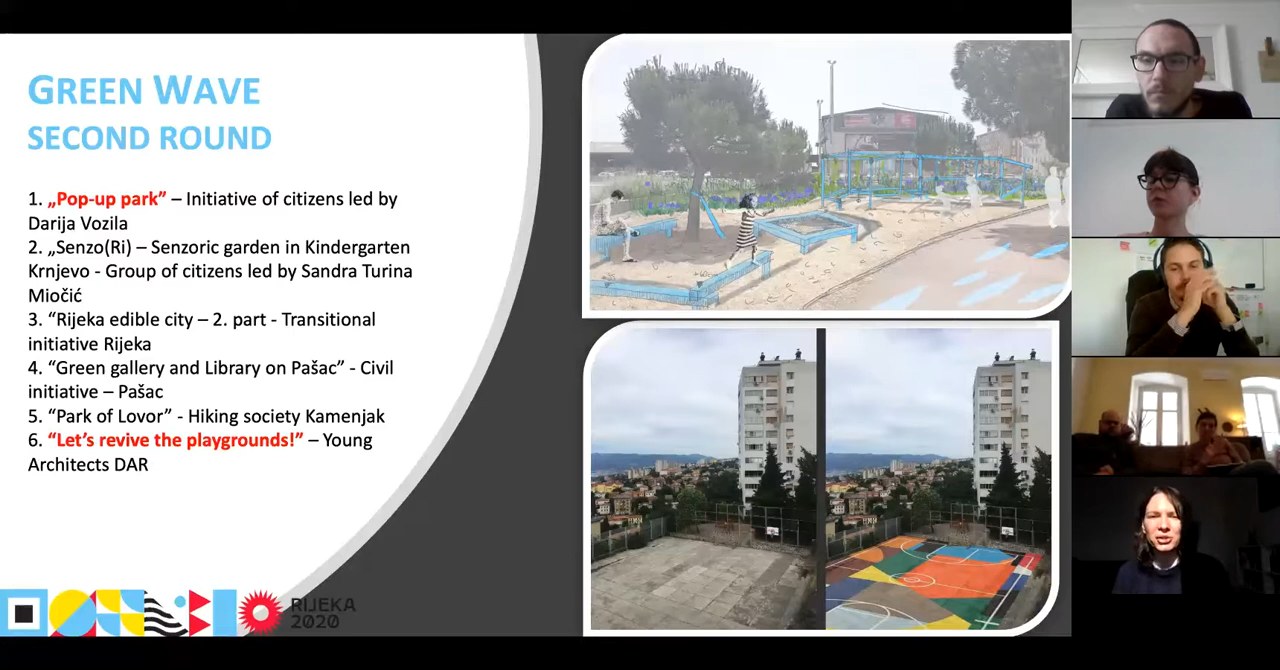 GREEN WAVE
SECOND ROUND
1. „Pop-up park” – Initiative of citizens led by
Darija Vozila
2. „Senzo(Ri) – Senzoric garden in Kindergarten
Krnjevo - Group of citizens led by Sandra Turina
Miočić
3. “Rijeka edible city – 2. part - Transitional
initiative Rijeka
4. “Green gallery and Library on Pašac” - Civil
initiative – Pašac
5. “Park of Lovor” - Hiking society Kamenjak
6. “Let’s revive the playgrounds!” – Young
Architects DAR
RIJEKA
2020